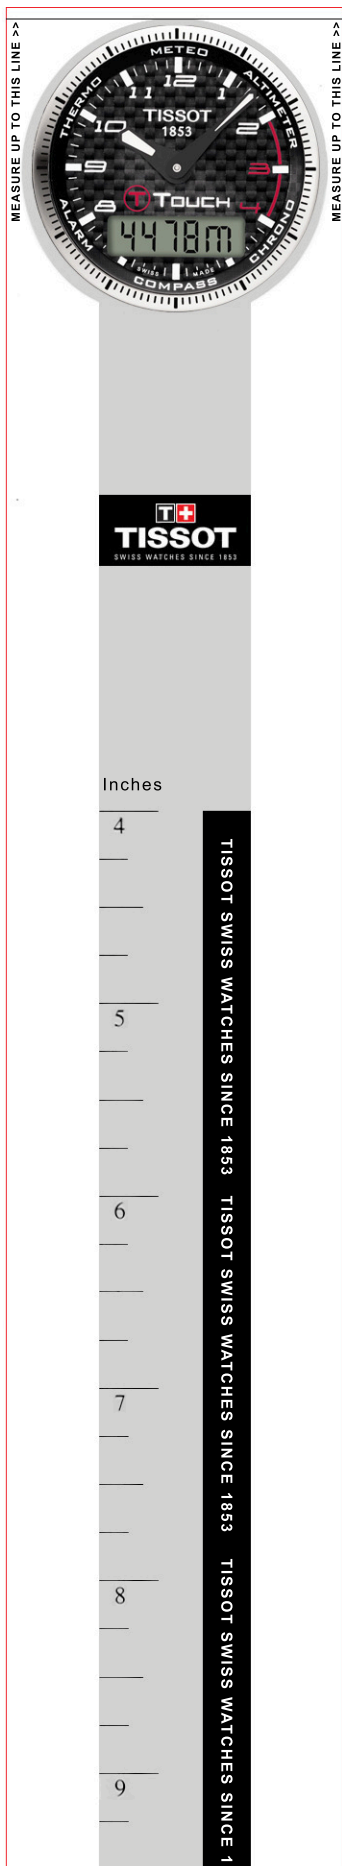 MEASURE UP TO THIS LINE >>
MEASURE UP TO THIS LINE >>
METEO
ALTIMETER
CHRONO
COMPASS
ALARM
THERMO
12
1
2
3
4
8
9
10
11
TISSOT
1853
T TOUCH
4478m
SWISS MADE
T+
TISSOT
SWISS WATCHES SINCE 1853
Inches
4
5
6
7
8
9
TISSOT SWISS WATCHES SINCE 1853
TISSOT SWISS WATCHES SINCE 1853
TISSOT SWISS WATCHES SINCE 1